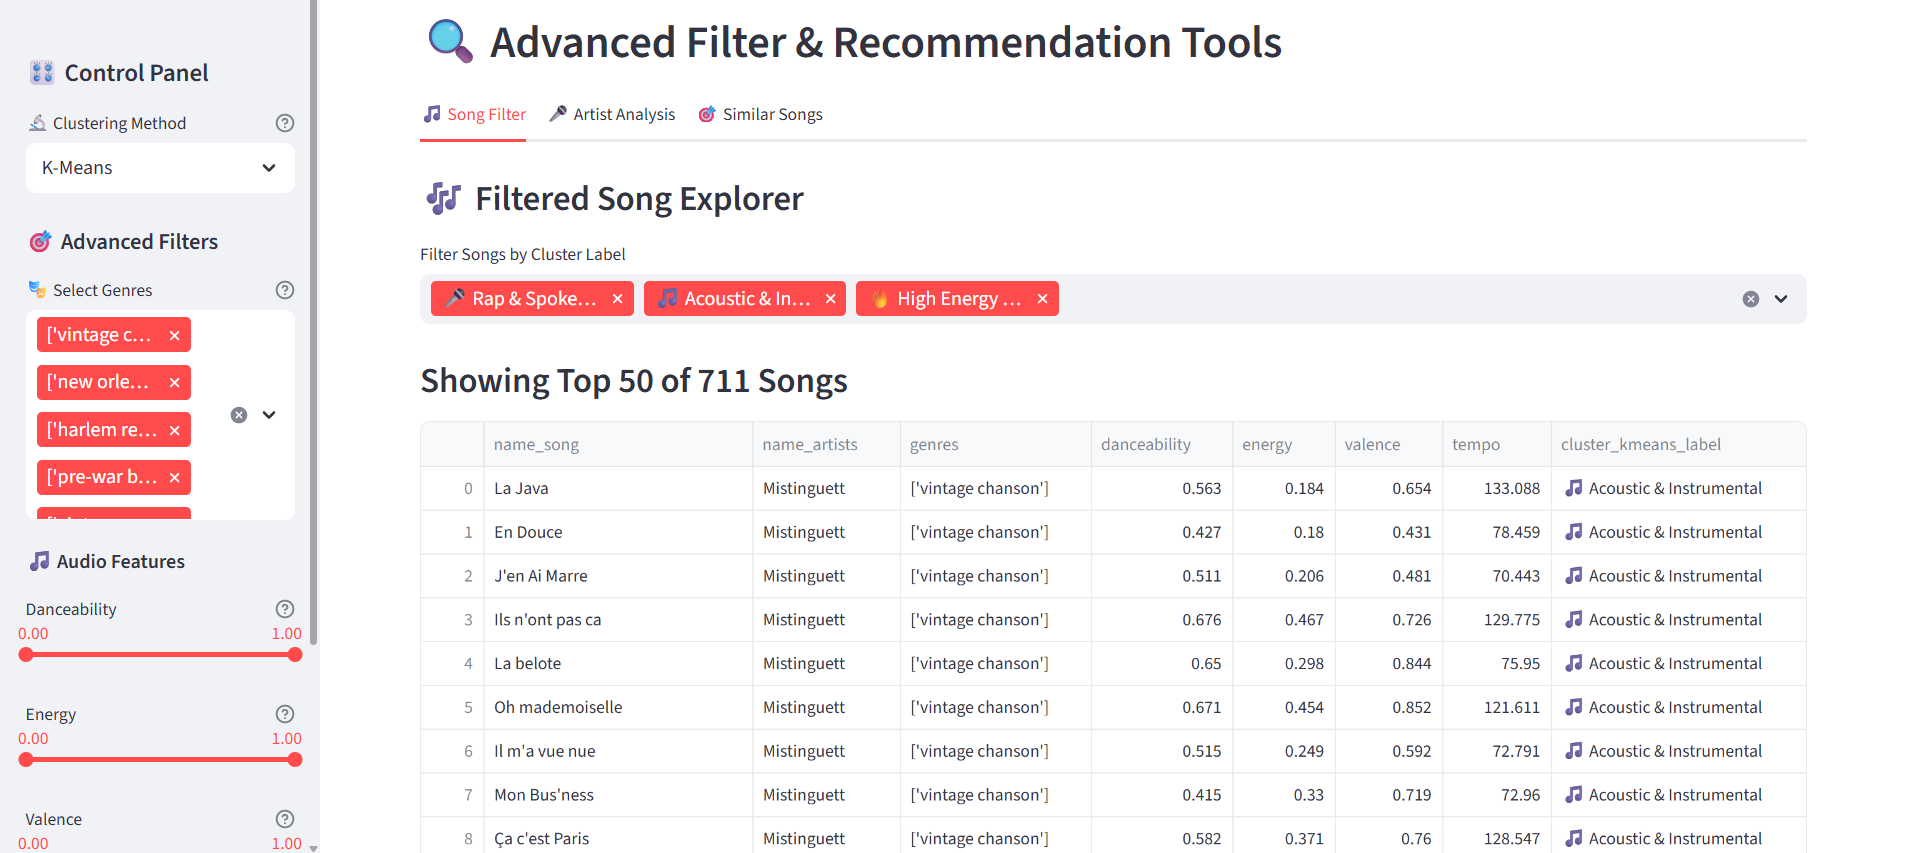 Control Panel
Clustering Method
K-Means
Advanced Filters
Select Genres
['vintage c...
['new orle...
['harlem re...
['pre-war b...
Audio Features
Danceability
0.00 1.00
Energy
0.00 1.00
Valence
0.00 1.00
Advanced Filter & Recommendation Tools
Song Filter Artist Analysis Similar Songs
Filtered Song Explorer
Filter Songs by Cluster Label
Rap & Spoke... Acoustic & In... High Energy ...
Showing Top 50 of 711 Songs
name_song name_artists genres danceability energy valence tempo cluster_kmeans_label
0 La Java Mistinguett ['vintage chanson'] 0.563 0.184 0.654 133.088 Acoustic & Instrumental
1 En Douce Mistinguett ['vintage chanson'] 0.427 0.18 0.431 78.459 Acoustic & Instrumental
2 J'en Ai Marre Mistinguett ['vintage chanson'] 0.511 0.206 0.481 70.443 Acoustic & Instrumental
3 Ils n'ont pas ca Mistinguett ['vintage chanson'] 0.676 0.467 0.726 129.775 Acoustic & Instrumental
4 La belote Mistinguett ['vintage chanson'] 0.65 0.298 0.844 75.95 Acoustic & Instrumental
5 Oh mademoiselle Mistinguett ['vintage chanson'] 0.671 0.454 0.852 121.611 Acoustic & Instrumental
6 Il m'a vue nue Mistinguett ['vintage chanson'] 0.515 0.249 0.592 72.791 Acoustic & Instrumental
7 Mon Bus'ness Mistinguett ['vintage chanson'] 0.415 0.33 0.719 72.96 Acoustic & Instrumental
8 Ça c'est Paris Mistinguett ['vintage chanson'] 0.582 0.371 0.76 128.547 Acoustic & Instrumental